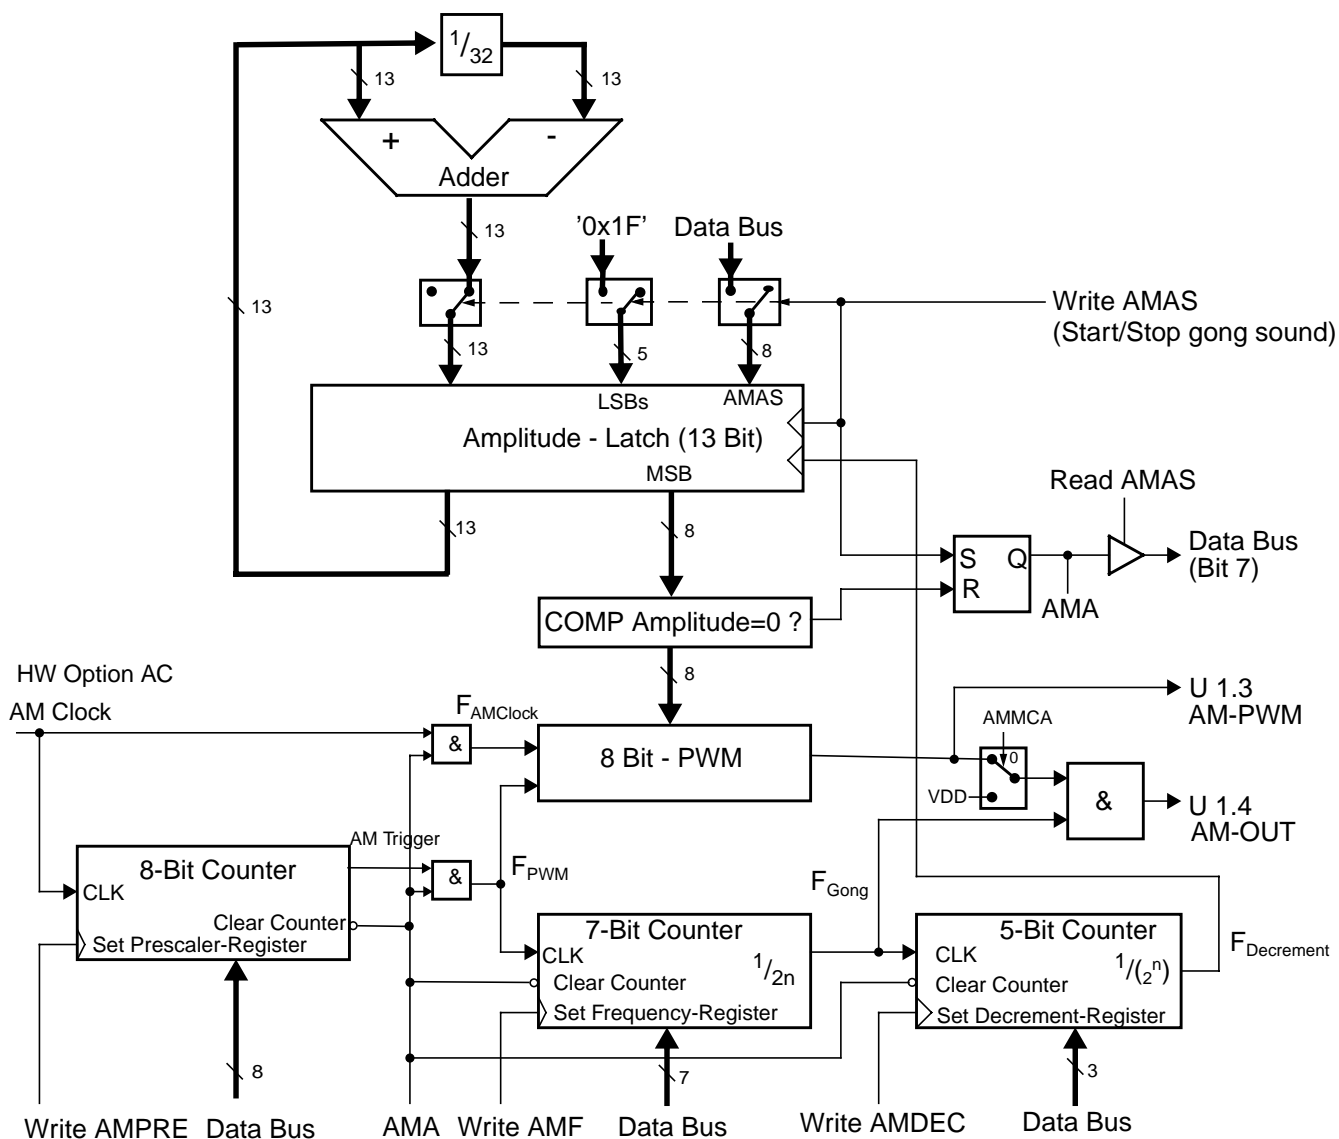 1/32
13
13
+
-
Adder
13
'0x1F'
Data Bus
13
Write AMAS
(Start/Stop gong sound)
13
5
8
LSBs
AMAS
Amplitude - Latch (13 Bit)
MSB
13
8
Read AMAS
S
Q
R
Data Bus
(Bit 7)
AMA
COMP Amplitude=0 ?
8
HW Option AC
AM Clock
FAMClock
&
8 Bit - PWM
AMMCA
0
VDD
&
U 1.3
AM-PWM
U 1.4
AM-OUT
AM Trigger
8-Bit Counter
CLK
Clear Counter
Set Prescaler-Register
&
FPWM
FGong
7-Bit Counter
CLK
1/2n
Clear Counter
Set Frequency-Register
5-Bit Counter
CLK
1/(2^n)
Clear Counter
Set Decrement-Register
FDecrement
8
7
3
Write AMPRE
Data Bus
AMA
Write AMF
Data Bus
Write AMDEC
Data Bus